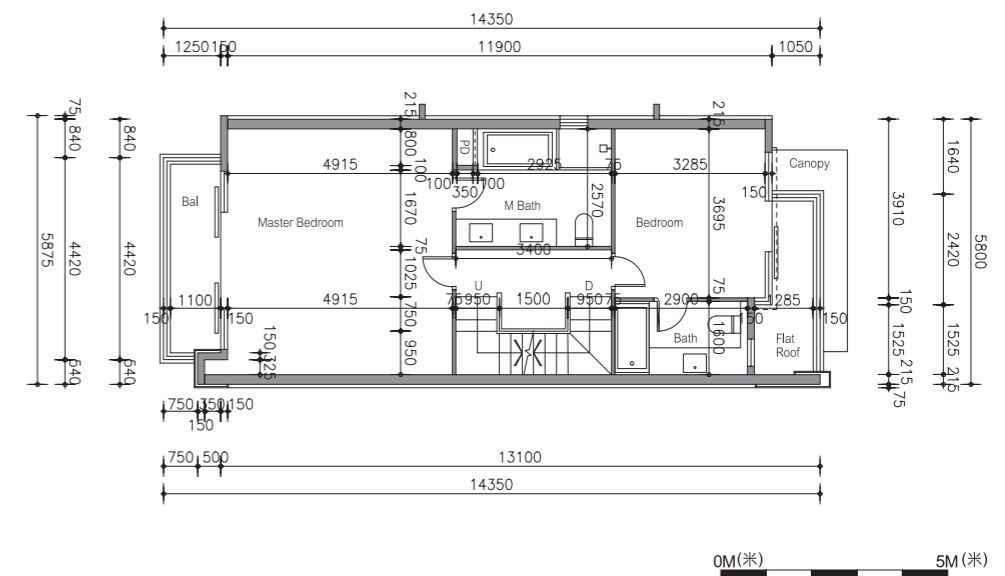 14350
1250 150 11900 1050
75 840 4420 540
5875
840 4420 540
215 800 100 1670 75 1025 750 950
4915 100 350 100 2925 75 3285 150
PD
Canopy
Bal
Master Bedroom
M Bath
Bedroom
2570
3695
215
75
1600
3400
U D
1100 4915 75 950 1500 950 75 2900 150 1285
150 150 150
Bath
Flat
Roof
150 325
3910 150 1525 215 75
1640 2420 1525 215
5800
750 350 150
150
750 500 13100
14350
0M(米) 5M(米)